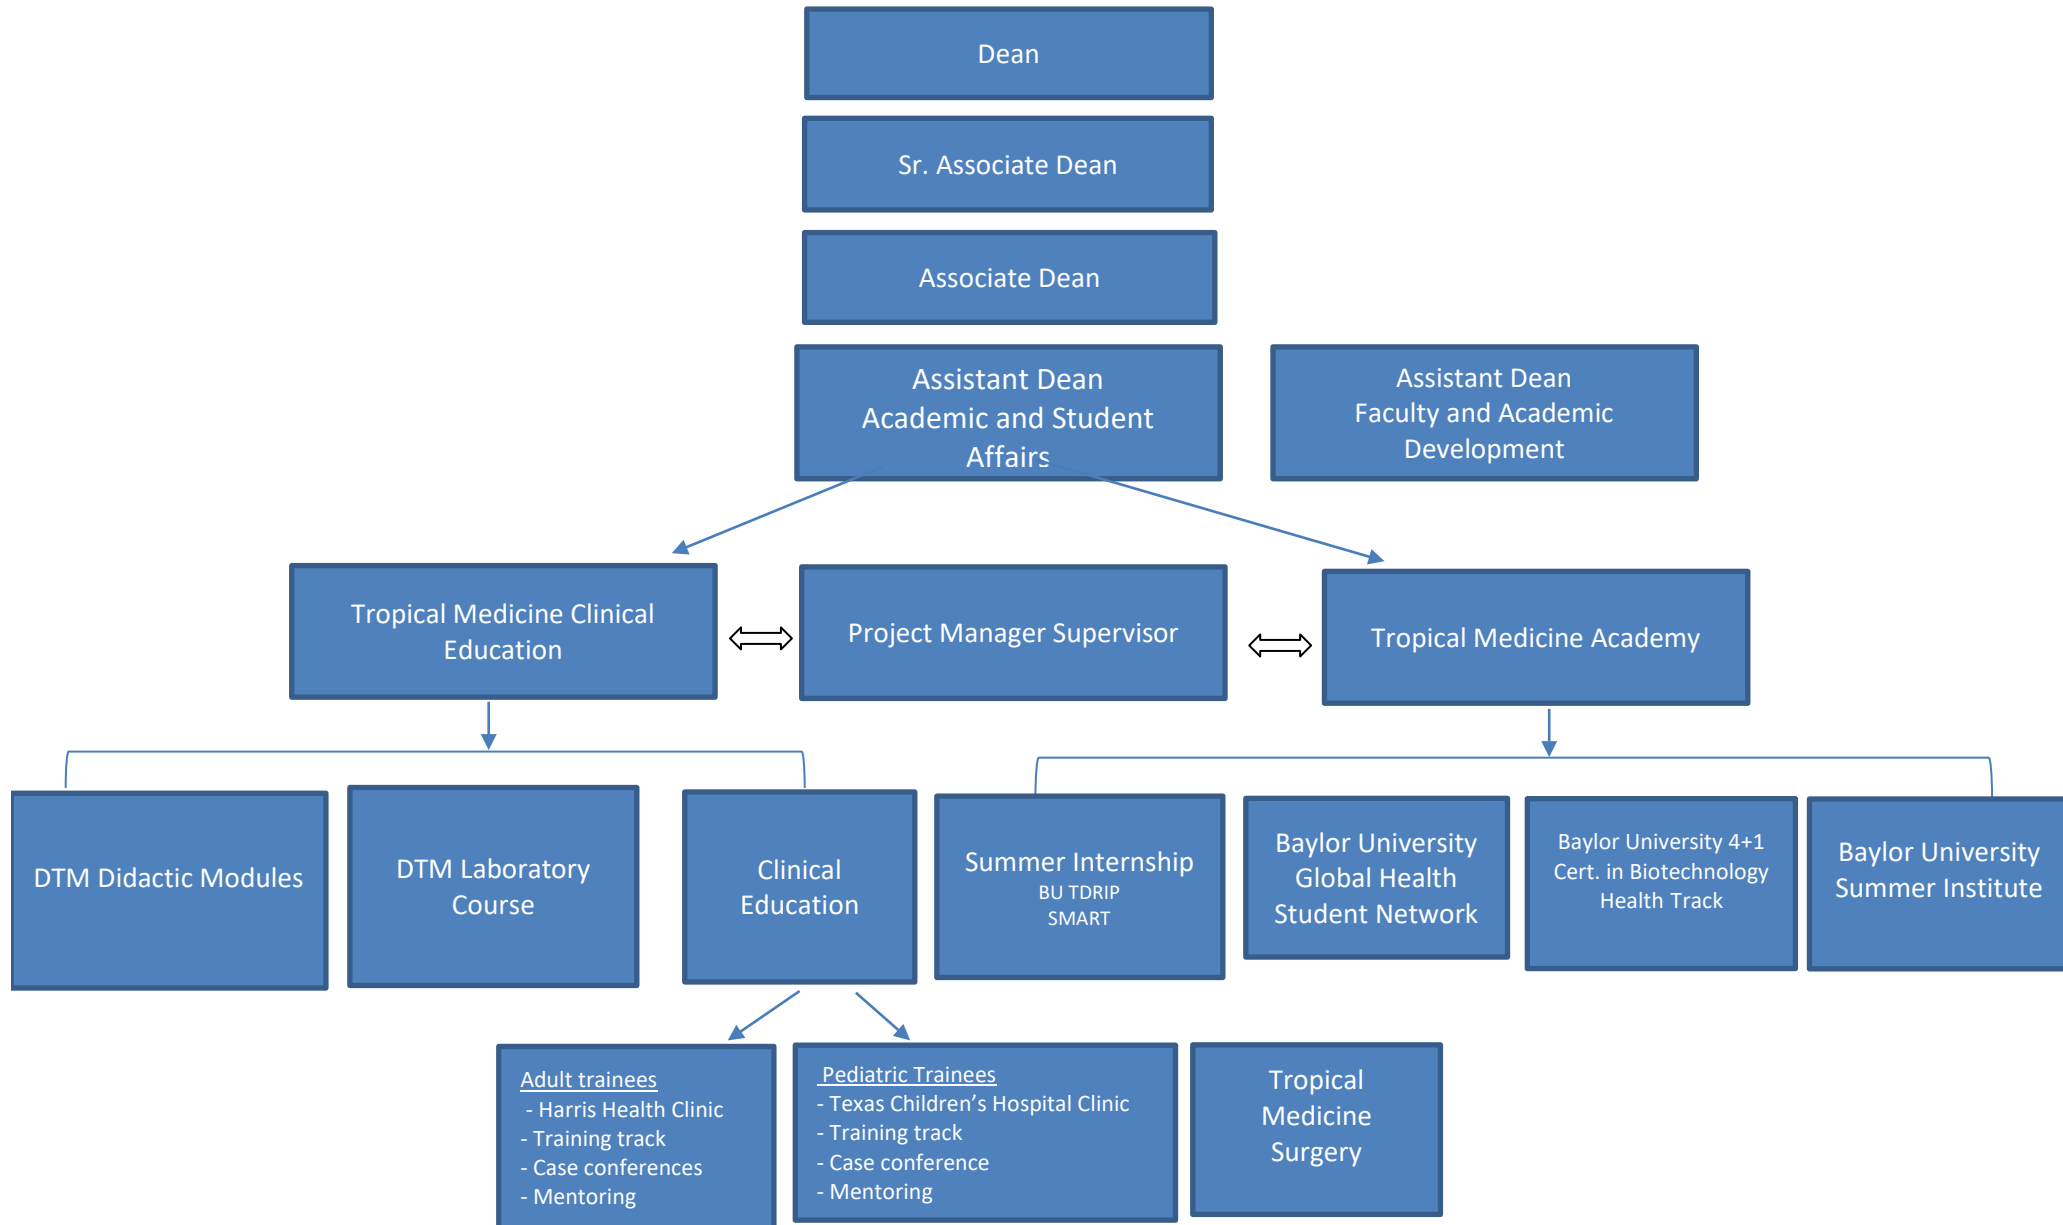 Dean
Sr. Associate Dean
Associate Dean
Assistant Dean
Academic and Student
Affairs
Assistant Dean
Faculty and Academic
Development
Tropical Medicine Clinical
Education
Project Manager Supervisor
Tropical Medicine Academy
DTM Didactic Modules
DTM Laboratory
Course
Clinical
Education
Summer Internship
BU TDRIP
SMART
Baylor University
Global Health
Student Network
Baylor University 4+1
Cert. in Biotechnology
Health Track
Baylor University
Summer Institute
Adult trainees
- Harris Health Clinic
- Training track
- Case conferences
- Mentoring
Pediatric Trainees
- Texas Children’s Hospital Clinic
- Training track
- Case conference
- Mentoring
Tropical
Medicine
Surgery